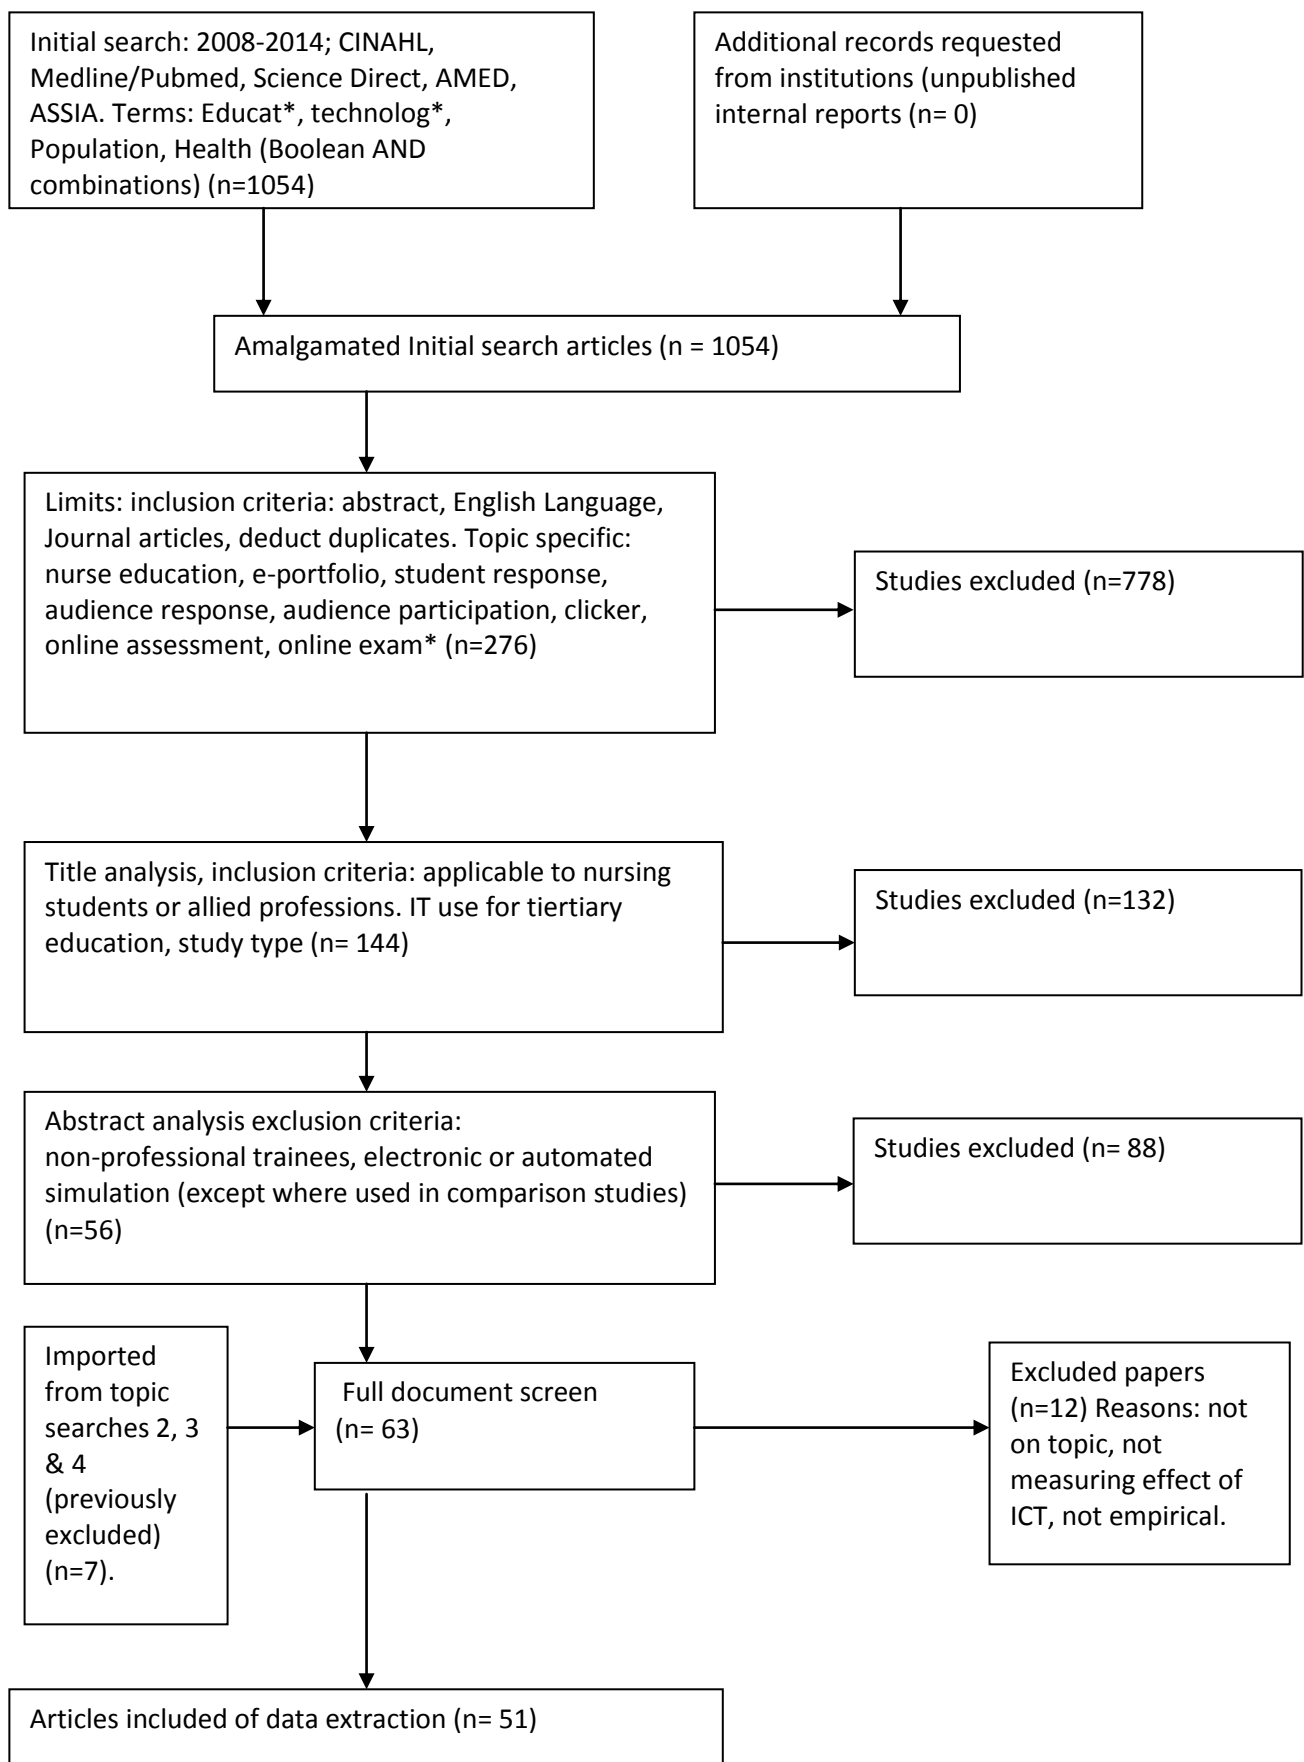 Initial search: 2008-2014; CINAHL,
Medline/Pubmed, Science Direct, AMED,
ASSIA. Terms: Educat*, technolog*,
Population, Health (Boolean AND
combinations) (n=1054)
Additional records requested
from institutions (unpublished
internal reports (n= 0)
Amalgamated Initial search articles (n = 1054)
Limits: inclusion criteria: abstract, English Language,
Journal articles, deduct duplicates. Topic specific:
nurse education, e-portfolio, student response,
audience response, audience participation, clicker,
online assessment, online exam* (n=276)
Studies excluded (n=778)
Title analysis, inclusion criteria: applicable to nursing
students or allied professions. IT use for tiertiary
education, study type (n= 144)
Studies excluded (n=132)
Abstract analysis exclusion criteria:
non-professional trainees, electronic or automated
simulation (except where used in comparison studies)
(n=56)
Studies excluded (n= 88)
Imported
from topic
searches 2, 3
& 4
(previously
excluded)
(n=7).
Full document screen
(n= 63)
Excluded papers
(n=12) Reasons: not
on topic, not
measuring effect of
ICT, not empirical.
Articles included of data extraction (n= 51)